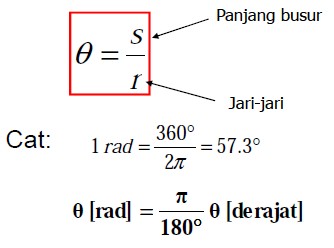 Panjang busur
θ = s/r
Jari-jari
Cat: 1 rad = 360°/2π = 57.3°
θ [rad] = π/180° θ [derajat]